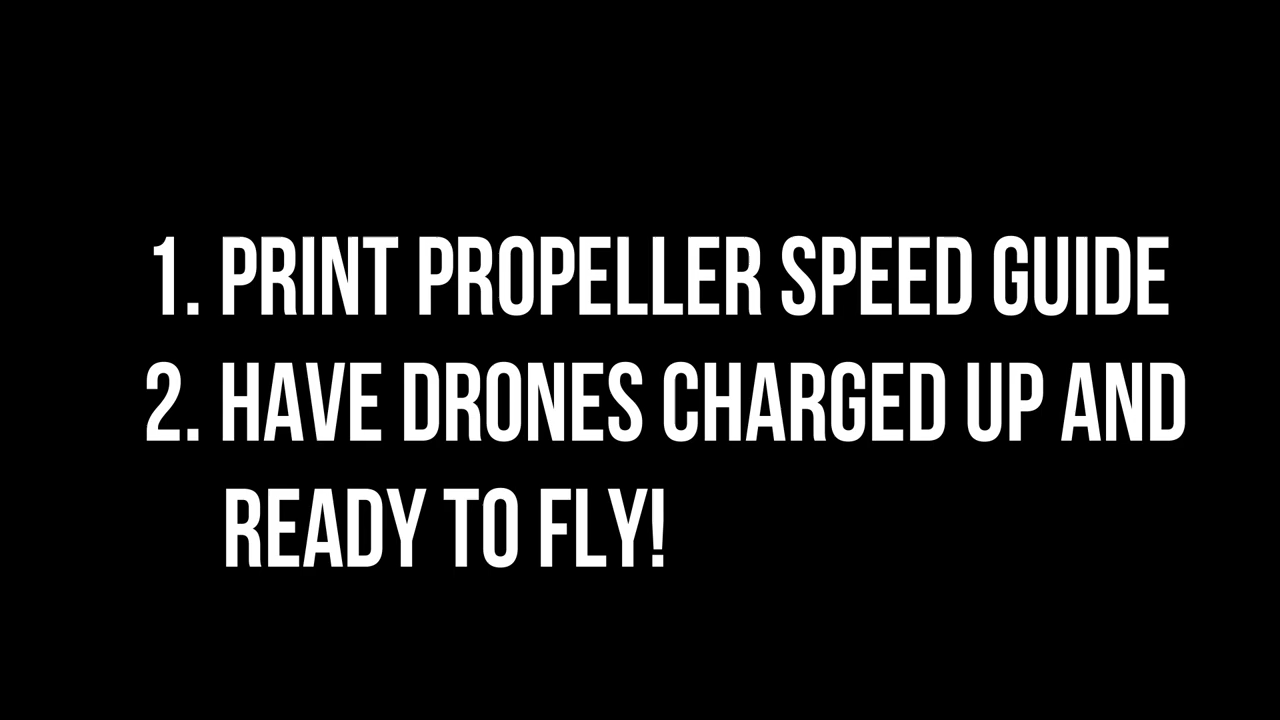 1. PRINT PROPELLER SPEED GUIDE
2. HAVE DRONES CHARGED UP AND
READY TO FLY!